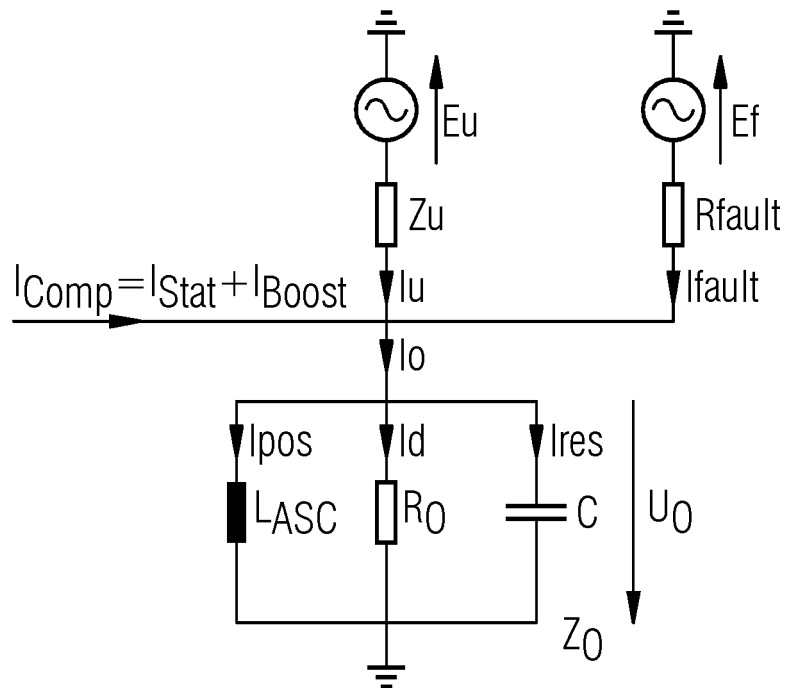 Eu
Ef
Zu
Rfault
IComp=IStat+IBoost
Iu
Ifault
Io
Ipos
Id
Ires
LASC
RO
C
UO
ZO